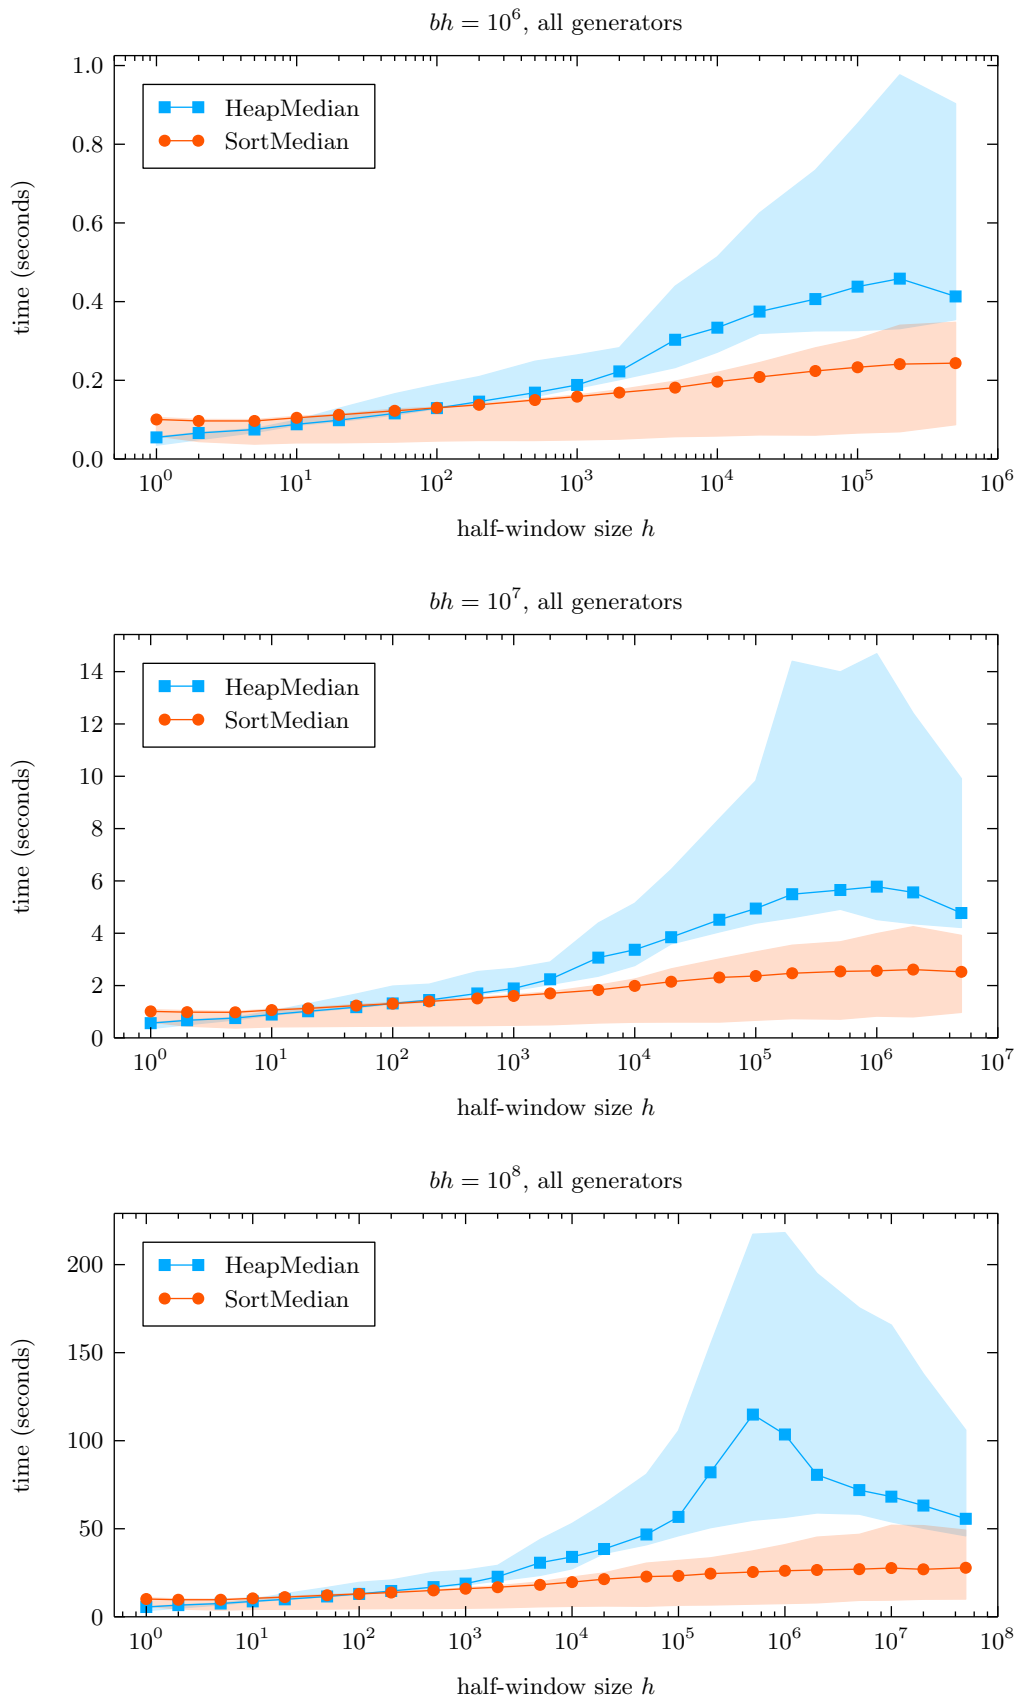 bh = 10^6, all generators
1.0
0.8
0.6
0.4
0.2
0.0
time (seconds)
HeapMedian
SortMedian
10^0 10^1 10^2 10^3 10^4 10^5 10^6
half-window size h
bh = 10^7, all generators
14
12
10
8
6
4
2
0
time (seconds)
HeapMedian
SortMedian
10^0 10^1 10^2 10^3 10^4 10^5 10^6 10^7
half-window size h
bh = 10^8, all generators
200
150
100
50
0
time (seconds)
HeapMedian
SortMedian
10^0 10^1 10^2 10^3 10^4 10^5 10^6 10^7 10^8
half-window size h